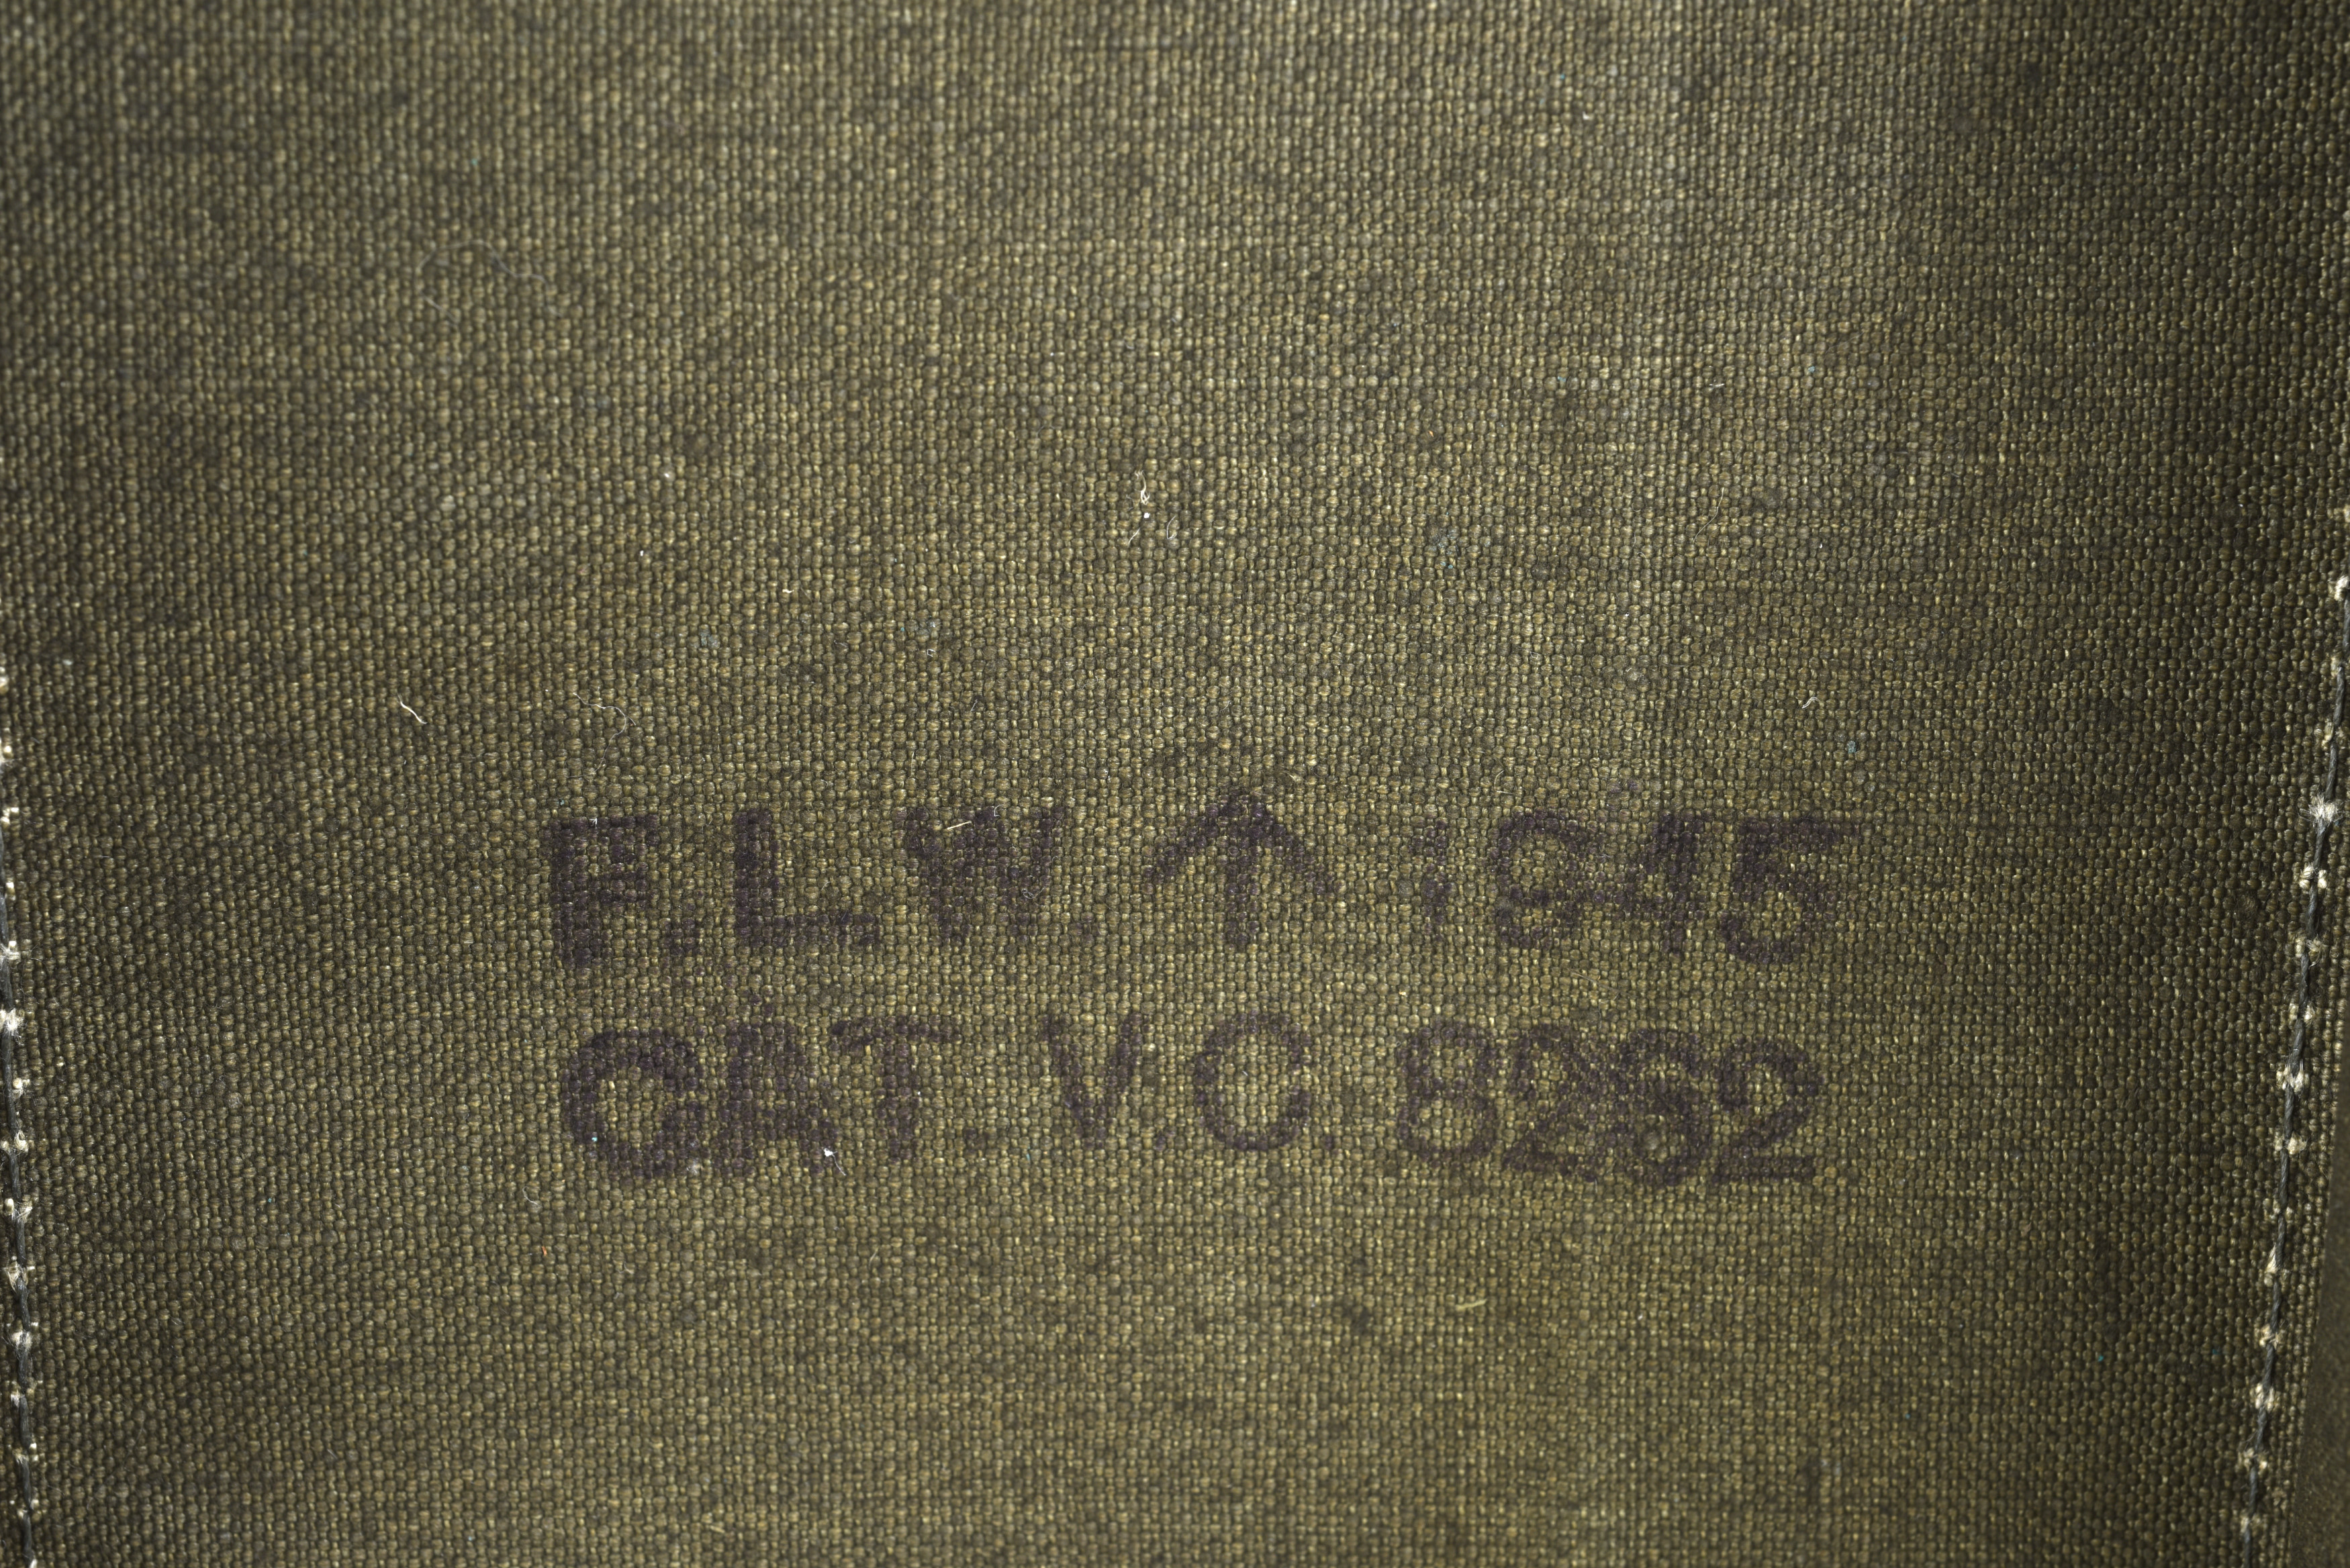 F.L.W. ↑ 1945
CAT. V.C. 8262